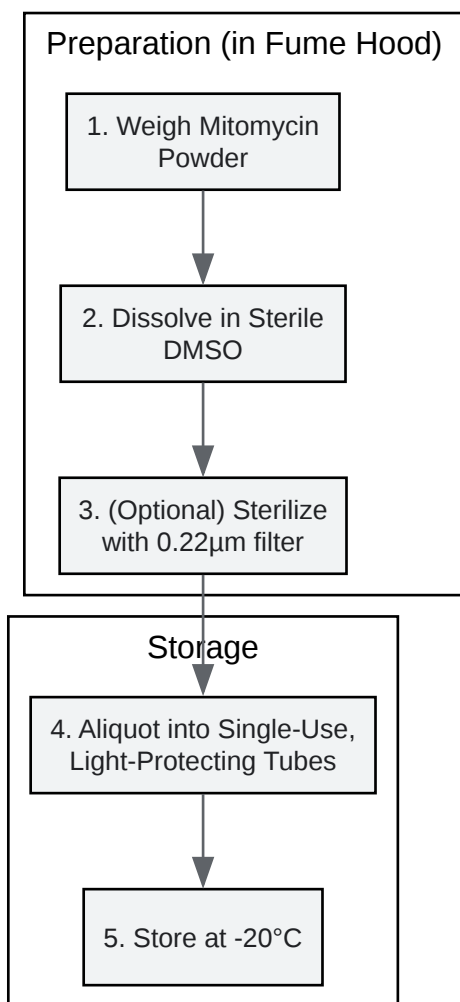 Preparation (in Fume Hood)
1. Weigh Mitomycin
Powder
2. Dissolve in Sterile
DMSO
3. (Optional) Sterilize
with 0.22µm filter
Storage
4. Aliquot into Single-Use,
Light-Protecting Tubes
5. Store at -20°C